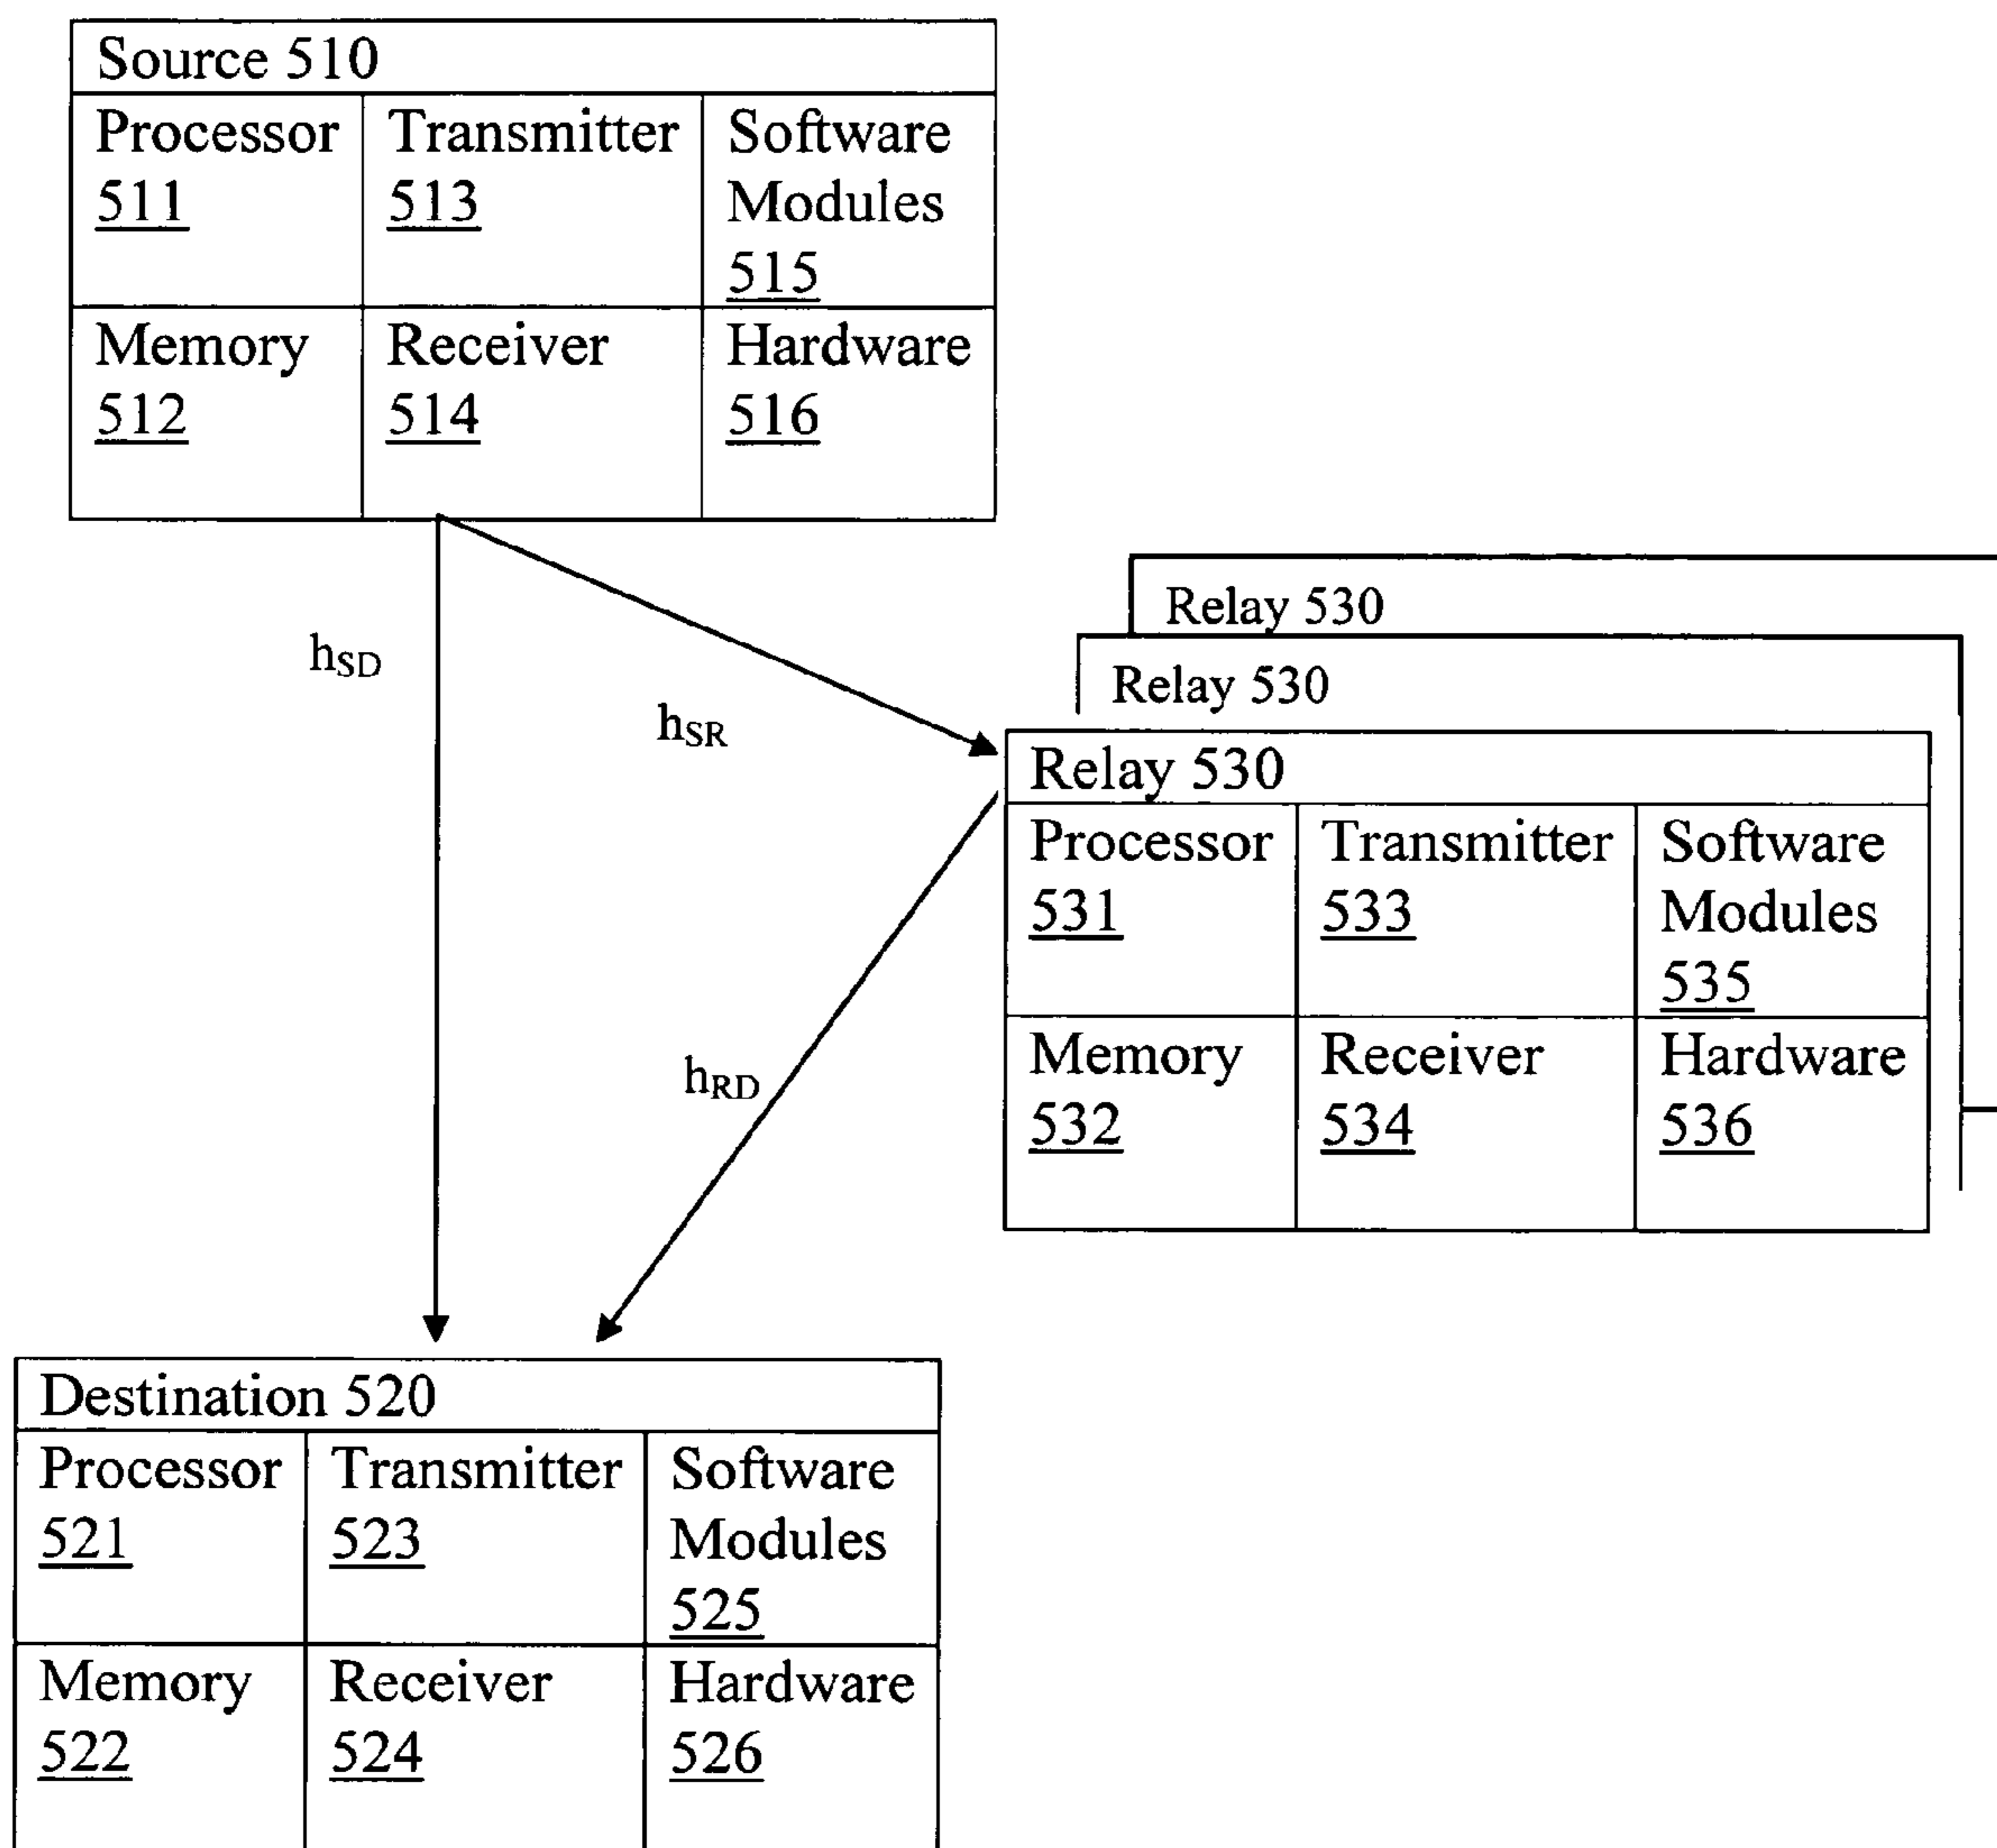 Source 510
Processor
511
Transmitter
513
Software
Modules
515
Memory
512
Receiver
514
Hardware
516
hSD
hSR
Relay 530
Relay 530
Relay 530
Processor
531
Transmitter
533
Software
Modules
535
Memory
532
Receiver
534
Hardware
536
hRD
Destination 520
Processor
521
Transmitter
523
Software
Modules
525
Memory
522
Receiver
524
Hardware
526